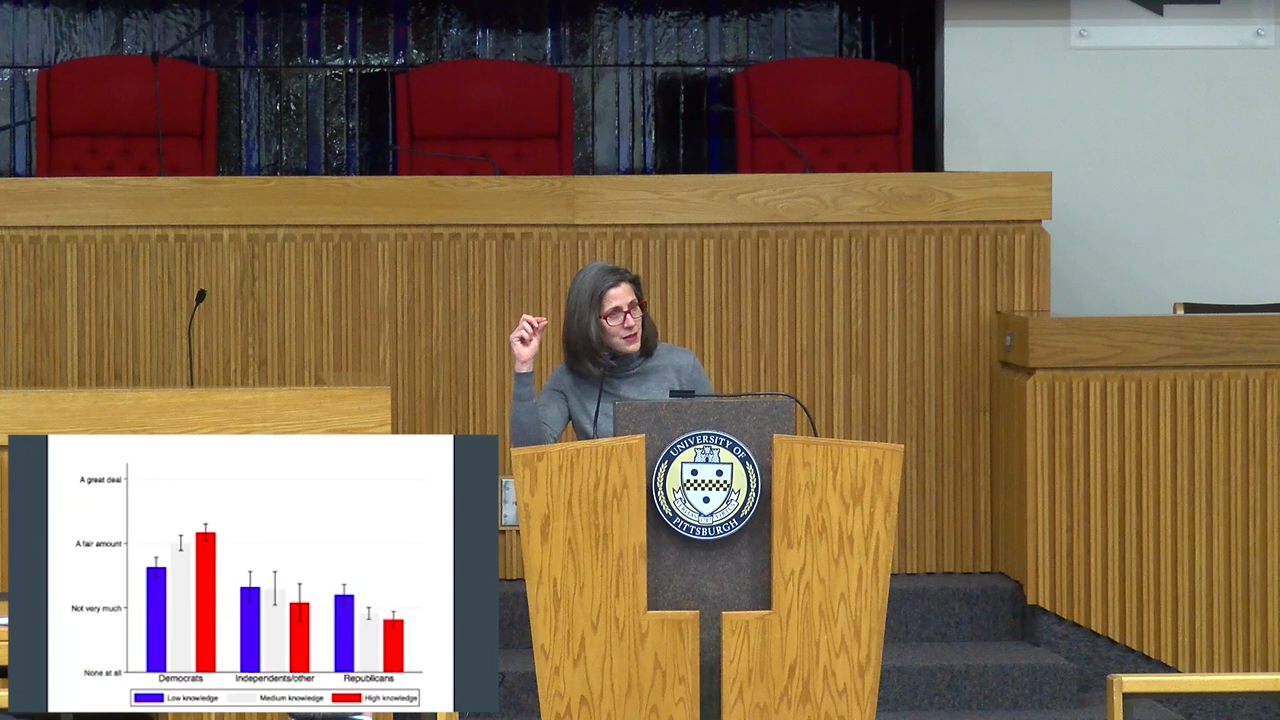 UNIVERSITY OF
PITTSBURGH
A great deal
A fair amount
Not very much
None at all
Democrats
Independents/other
Republicans
Low knowledge
Medium knowledge
High knowledge